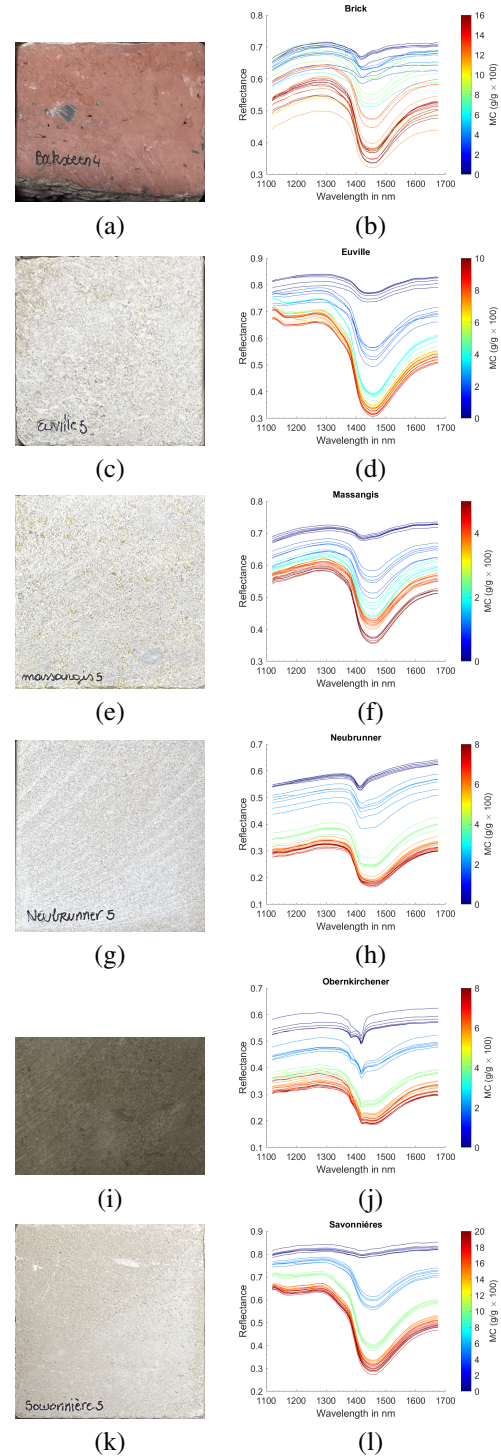 Brick
Baksteen4
Reflectance
0.8
0.7
0.6
0.5
0.4
0.3
1100 1200 1300 1400 1500 1600 1700
Wavelength in nm
16
14
12
10
8
6
4
2
0
MC (g/g × 100)
(a)
(b)
Euville
Euville 5
Reflectance
0.9
0.8
0.7
0.6
0.5
0.4
0.3
1100 1200 1300 1400 1500 1600 1700
Wavelength in nm
10
8
6
4
2
0
MC (g/g × 100)
(c)
(d)
Massangis
massangis 5
Reflectance
0.8
0.7
0.6
0.5
0.4
0.3
1100 1200 1300 1400 1500 1600 1700
Wavelength in nm
4
2
0
MC (g/g × 100)
(e)
(f)
Neubrunner
Neubrunner 5
Reflectance
0.7
0.6
0.5
0.4
0.3
0.2
0.1
1100 1200 1300 1400 1500 1600 1700
Wavelength in nm
8
6
4
2
0
MC (g/g × 100)
(g)
(h)
Obernkirchener
Reflectance
0.7
0.6
0.5
0.4
0.3
0.2
0.1
1100 1200 1300 1400 1500 1600 1700
Wavelength in nm
8
6
4
2
0
MC (g/g × 100)
(i)
(j)
Savonnières
Savonnière 5
Reflectance
0.9
0.8
0.7
0.6
0.5
0.4
0.3
0.2
1100 1200 1300 1400 1500 1600 1700
Wavelength in nm
20
18
16
14
12
10
8
6
4
2
0
MC (g/g × 100)
(k)
(l)